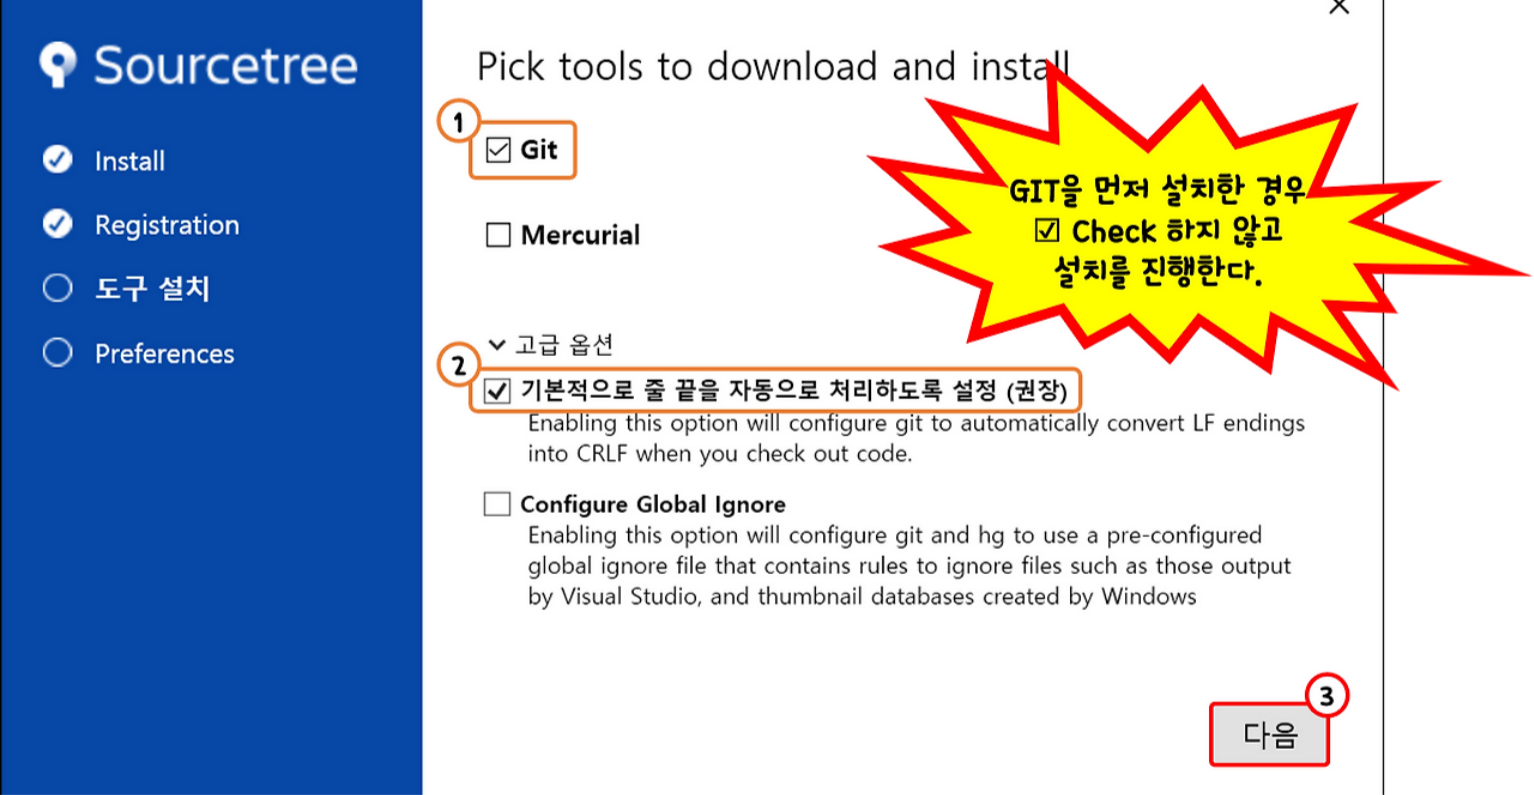 Sourcetree
Install
Registration
도구 설치
Preferences
Pick tools to download and install
1
Git
Mercurial
GIT을 먼저 설치한 경우
☑ Check 하지 않고
설치를 진행한다.
고급 옵션
2
기본적으로 줄 끝을 자동으로 처리하도록 설정 (권장)
Enabling this option will configure git to automatically convert LF endings
into CRLF when you check out code.
Configure Global Ignore
Enabling this option will configure git and hg to use a pre-configured
global ignore file that contains rules to ignore files such as those output
by Visual Studio, and thumbnail databases created by Windows
3
다음